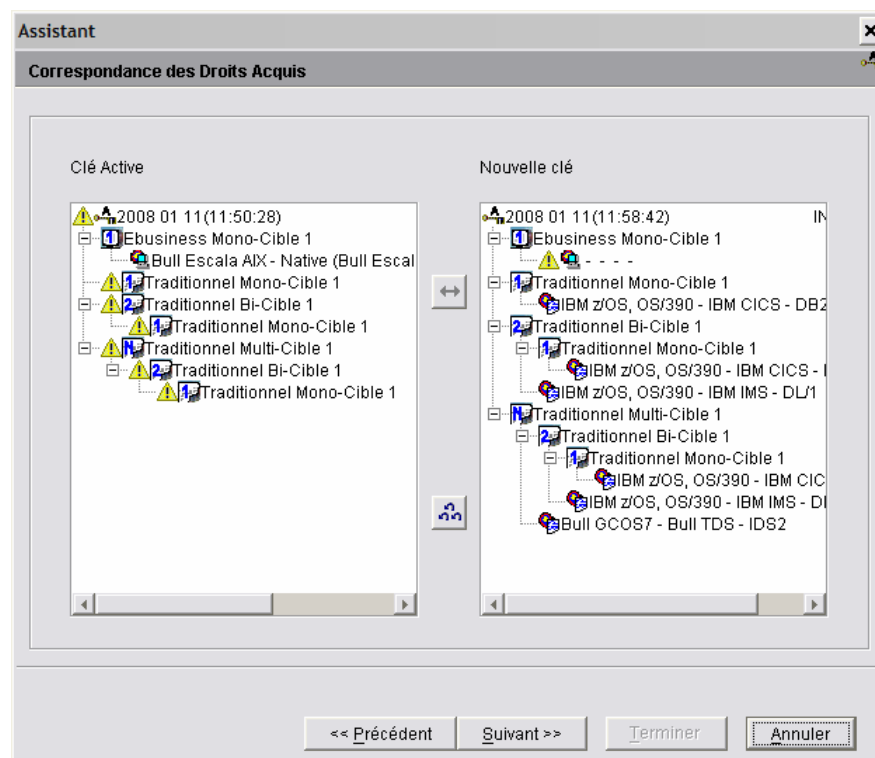 Assistant
Correspondance des Droits Acquis
Clé Active
2008 01 11(11:50:28)
Ebusiness Mono-Cible 1
Bull Escala AIX - Native (Bull Escal
Traditionnel Mono-Cible 1
Traditionnel Bi-Cible 1
Traditionnel Mono-Cible 1
Traditionnel Multi-Cible 1
Traditionnel Bi-Cible 1
Traditionnel Mono-Cible 1
Nouvelle clé
2008 01 11(11:58:42) IN
Ebusiness Mono-Cible 1
- - - -
Traditionnel Mono-Cible 1
IBM z/OS, OS/390 - IBM CICS - DB2
Traditionnel Bi-Cible 1
Traditionnel Mono-Cible 1
IBM z/OS, OS/390 - IBM CICS - I
IBM z/OS, OS/390 - IBM IMS - DL/1
Traditionnel Multi-Cible 1
Traditionnel Bi-Cible 1
Traditionnel Mono-Cible 1
IBM z/OS, OS/390 - IBM CIC
IBM z/OS, OS/390 - IBM IMS - DI
Bull GCOS7 - Bull TDS - IDS2
<< Précédent
Suivant >>
Terminer
Annuler